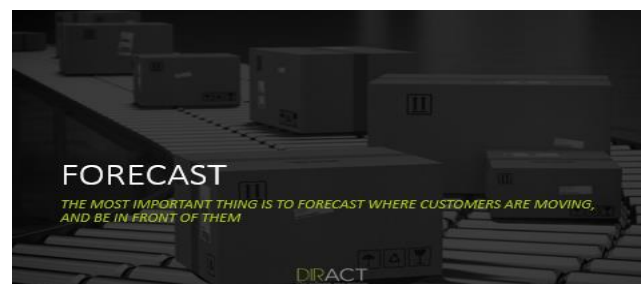 FORECAST
THE MOST IMPORTANT THING IS TO FORECAST WHERE CUSTOMERS ARE MOVING,
AND BE IN FRONT OF THEM
DIRACT